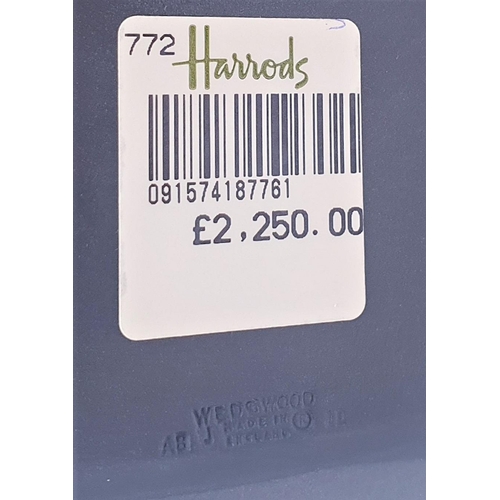 772 Harrods
091574187761
£2,250.00
WEDGWOOD
MADE IN
ENGLAND